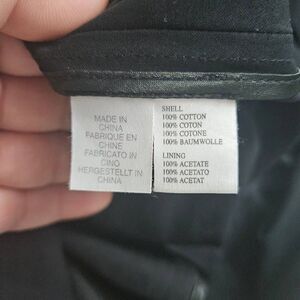 MADE IN
CHINA
FABRIQUE EN
CHINE
FABRICATO IN
CINO
HERGESTELLT IN
CHINA
SHELL
100% COTTON
100% COTON
100% COTONE
100% BAUMWOLLE
LINING
100% ACETATE
100% ACETATO
100% ACETAT